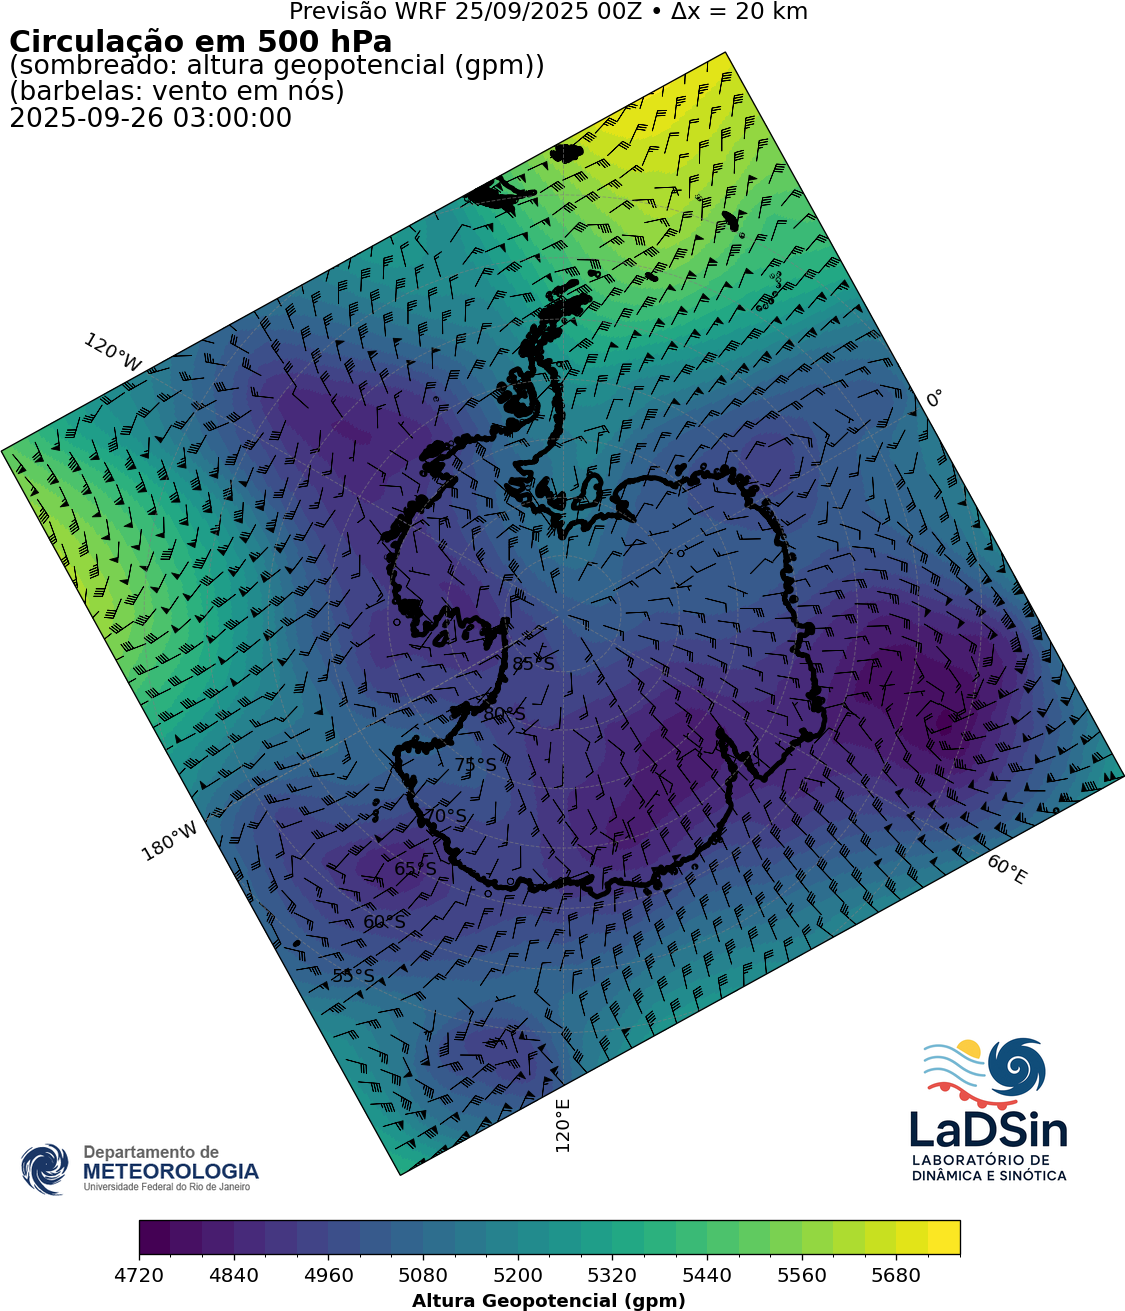 Previsão WRF 25/09/2025 00Z • Δx = 20 km
Circulação em 500 hPa
(sombreado: altura geopotencial (gpm))
(barbelas: vento em nós)
2025-09-26 03:00:00
120°W
0°
85°S
80°S
75°S
70°S
65°S
180°W
60°E
60°S
55°S
120°E
LaDSin
LABORATÓRIO DE
DINÂMICA E SINÓTICA
Departamento de
METEOROLOGIA
Universidade Federal do Rio de Janeiro
4720 4840 4960 5080 5200 5320 5440 5560 5680
Altura Geopotencial (gpm)